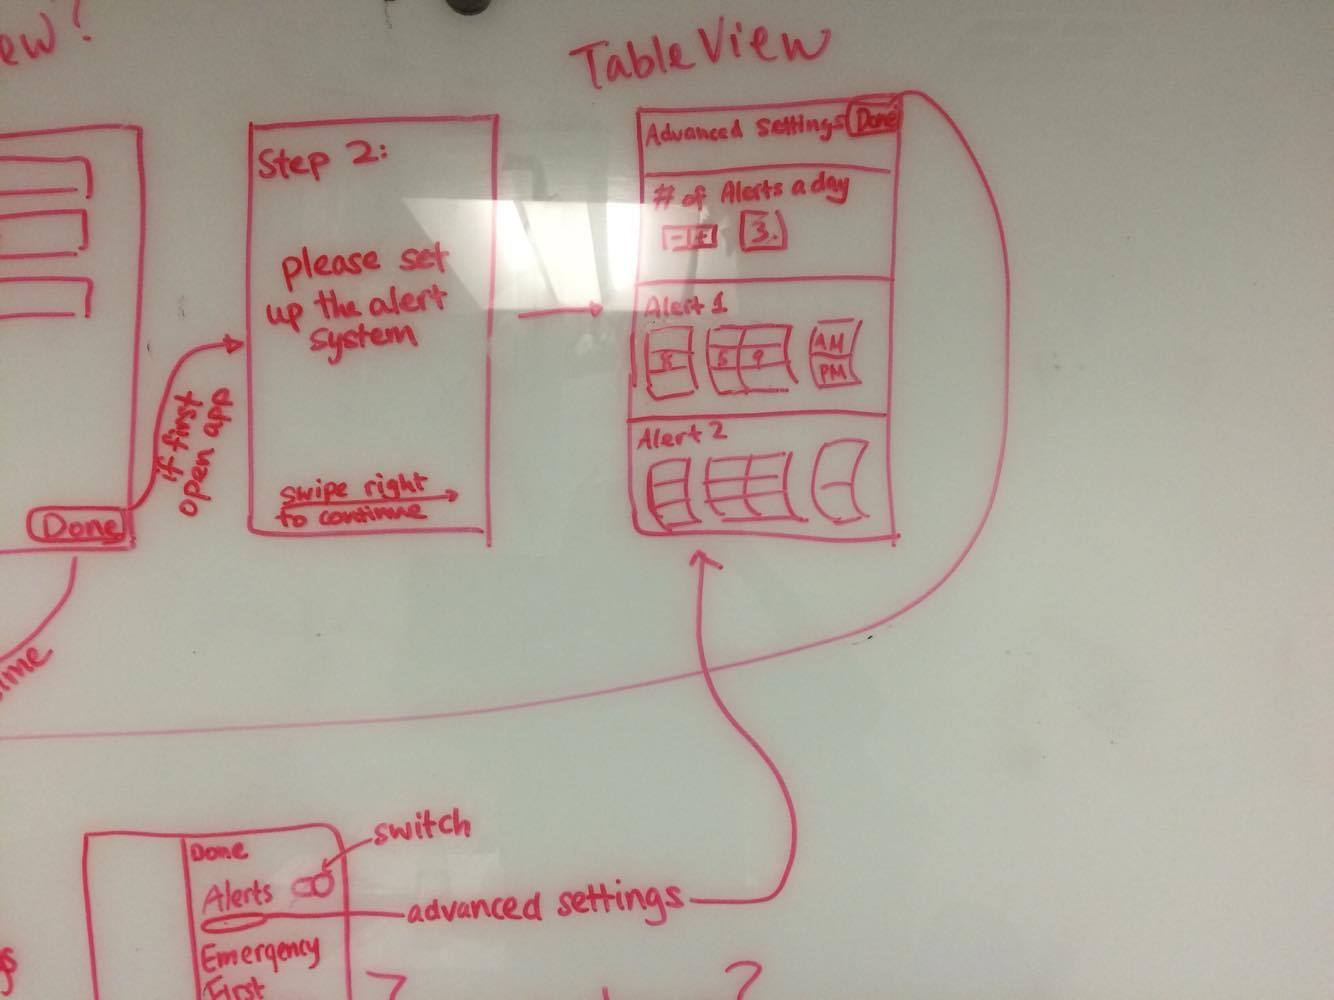 Table View
Step 2:
please set
up the alert
system
swipe right
to continue
if first
open app
Done
Advanced Settings Done
# of Alerts a day
- + 3.
Alert 1
8 5 9 AM
PM
Alert 2
switch
Done
Alerts
advanced settings
Emergency
First
?